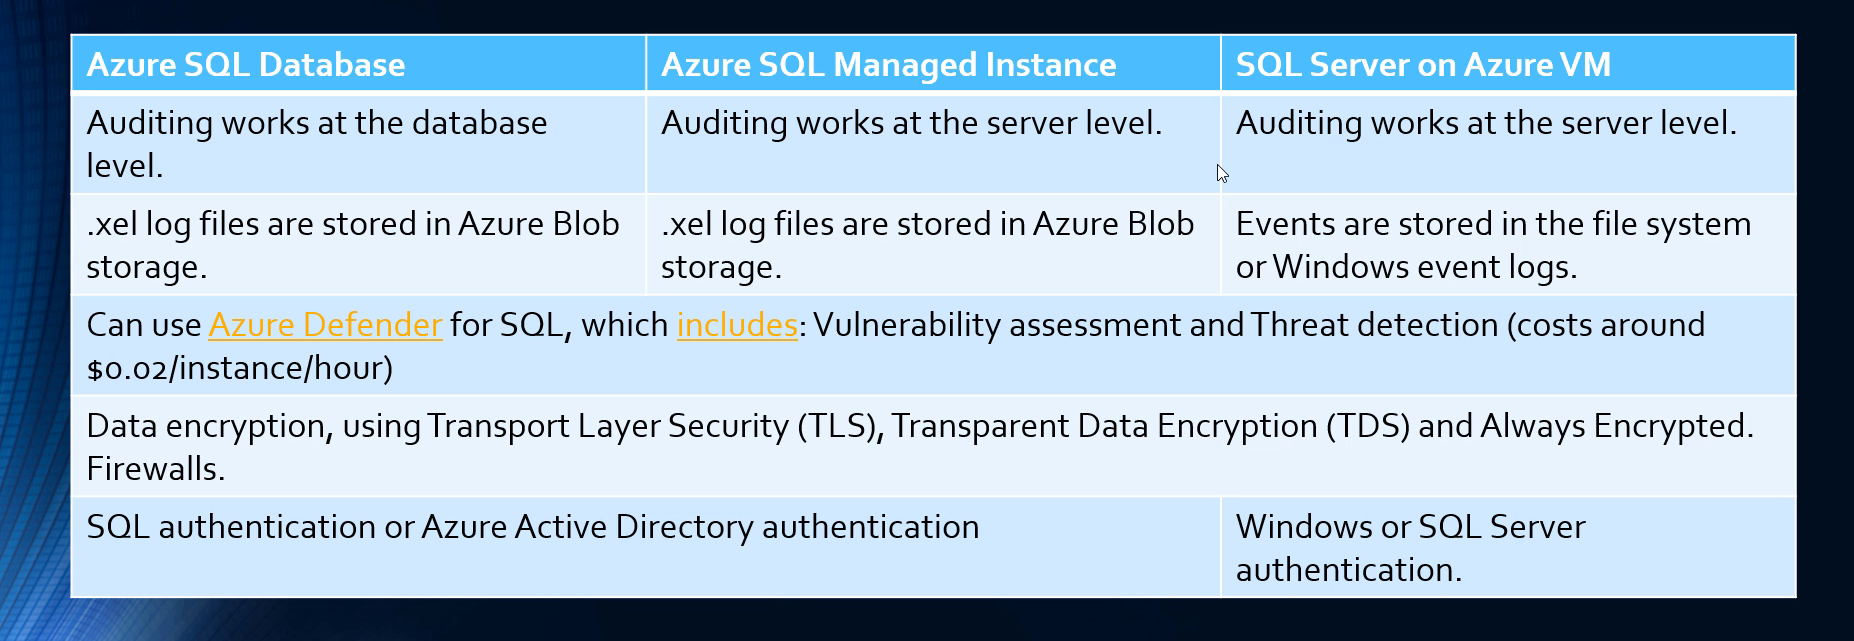 Azure SQL Database
Azure SQL Managed Instance
SQL Server on Azure VM
Auditing works at the database
level.
Auditing works at the server level.
Auditing works at the server level.
.xel log files are stored in Azure Blob
storage.
.xel log files are stored in Azure Blob
storage.
Events are stored in the file system
or Windows event logs.
Can use Azure Defender for SQL, which includes: Vulnerability assessment and Threat detection (costs around
$0.02/instance/hour)
Data encryption, using Transport Layer Security (TLS), Transparent Data Encryption (TDS) and Always Encrypted.
Firewalls.
SQL authentication or Azure Active Directory authentication
Windows or SQL Server
authentication.